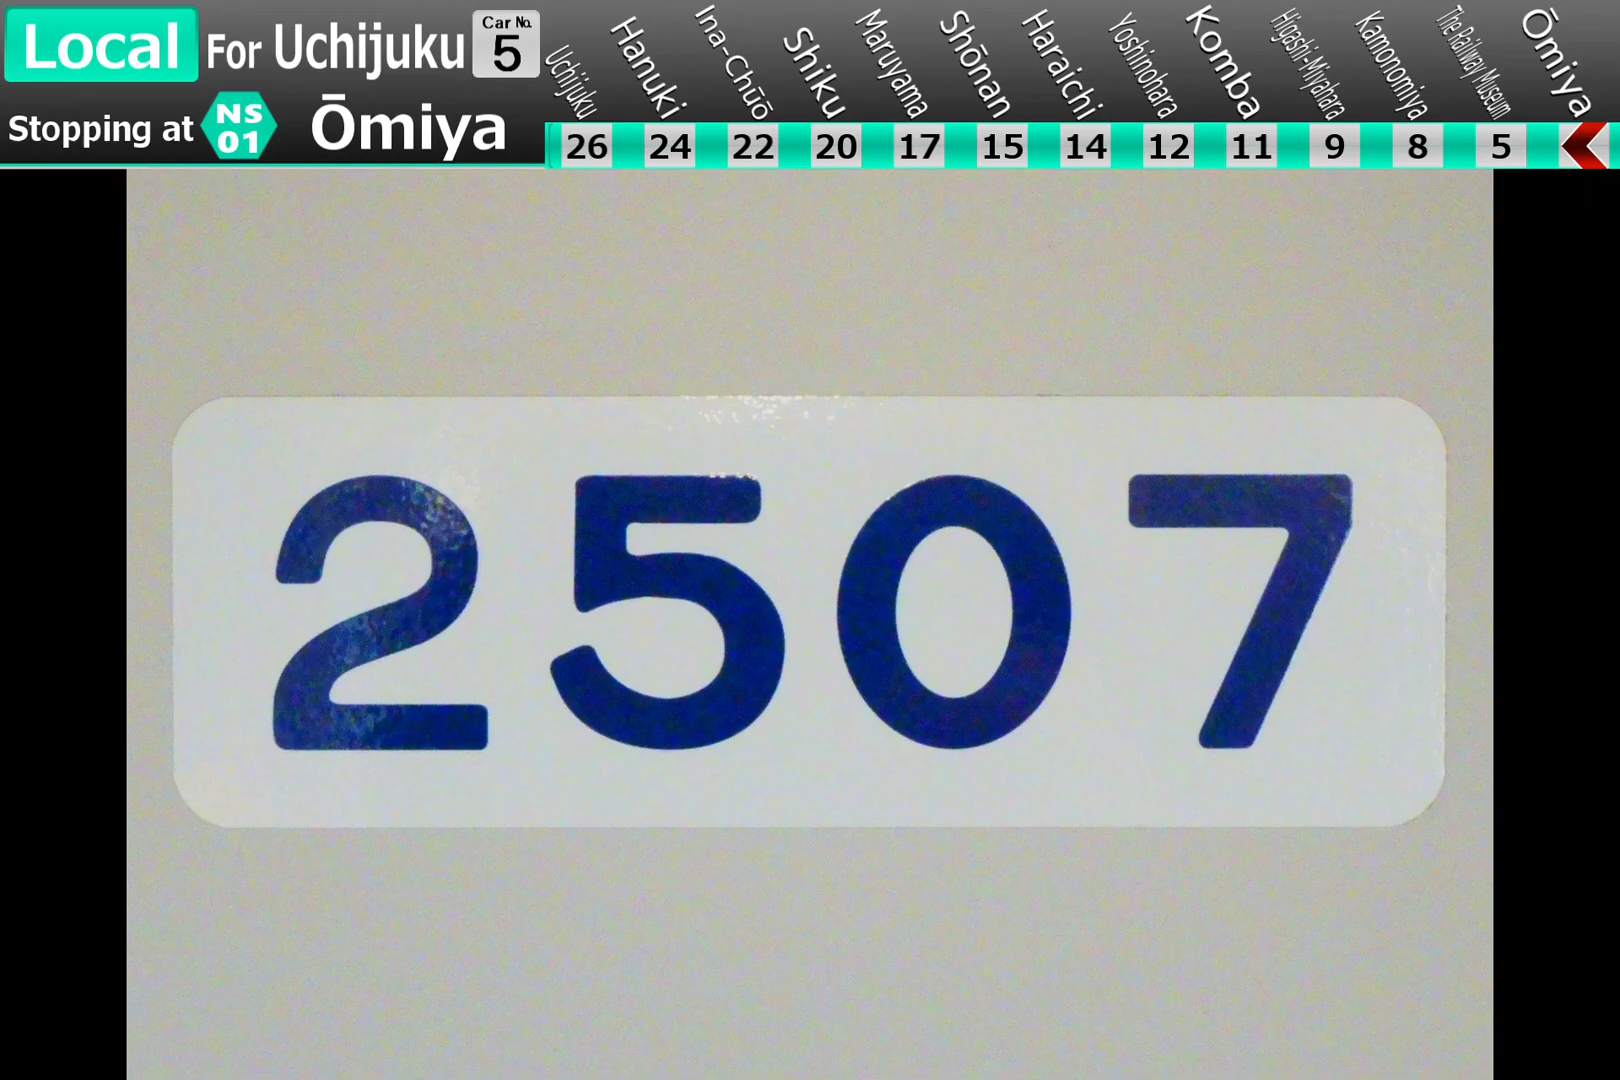 Local For Uchijuku Car No. 5
Stopping at NS 01 Ōmiya
Uchijuku Hanuki Ina-Chūō Shiku Maruyama Shōnan Haraichi Yoshinohara Komba Higashi-Miyahara Kamonomiya The Railway Museum Ōmiya
26 24 22 20 17 15 14 12 11 9 8 5
2507